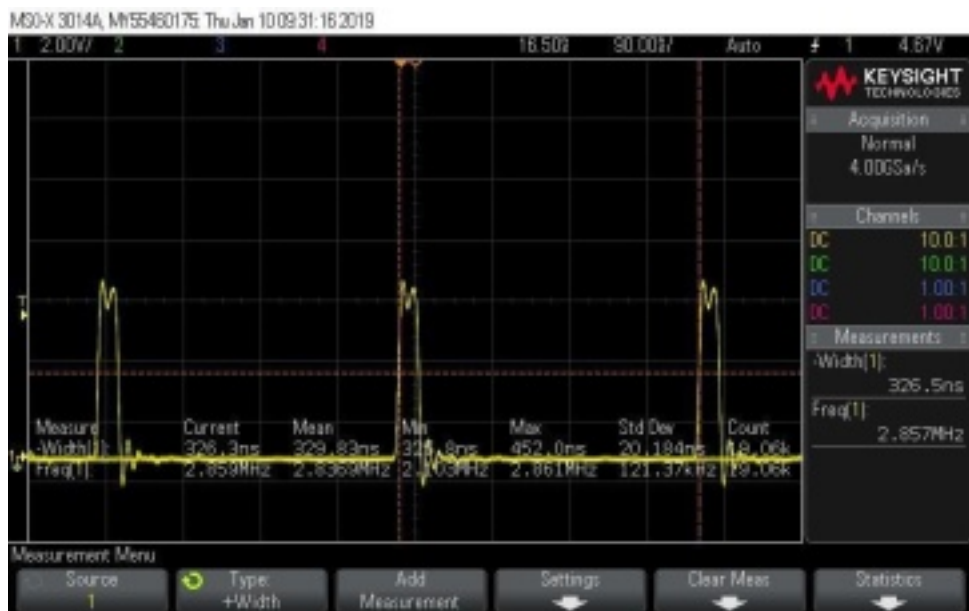 MSO-X 3014A, MY55460175: Thu Jan 10 09:31:16 2019
1 2.00V/ 2 3 4 16.50% 90.00%/ Auto 1 4.67V
KEYSIGHT
TECHNOLOGIES
Acquisition
Normal
4.00GSa/s
Channels
DC 10.0:1
DC 10.0:1
DC 1.00:1
DC 1.00:1
Measurements
-Width(1):
326.5ns
Freq(1):
2.857MHz
T
Measure Current Mean Min Max Std Dev Count
-Width(1): 326.3ns 329.83ns 452.0ns 20.184ns
Freq(1): 2.859MHz 2.8369MHz 2.861MHz 121.37kHz
1
Measurement Menu
Source
1
Type:
+Width
Add
Measurement
Settings
Clear Meas
Statistics